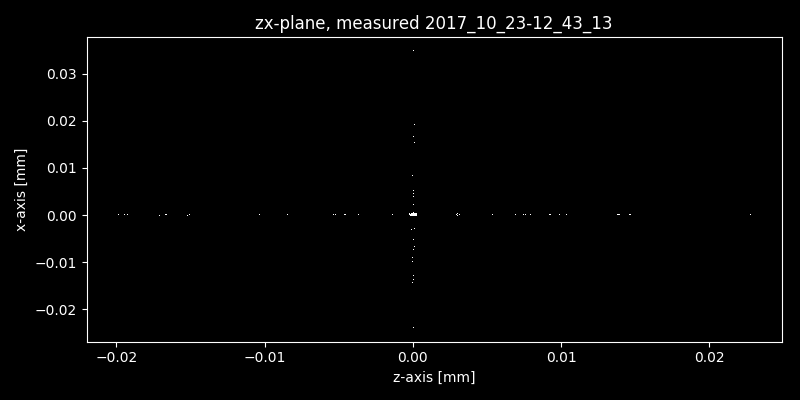 zx-plane, measured 2017_10_23-12_43_13
0.03
0.02
0.01
0.00
−0.01
−0.02
x-axis [mm]
−0.02 −0.01 0.00 0.01 0.02
z-axis [mm]